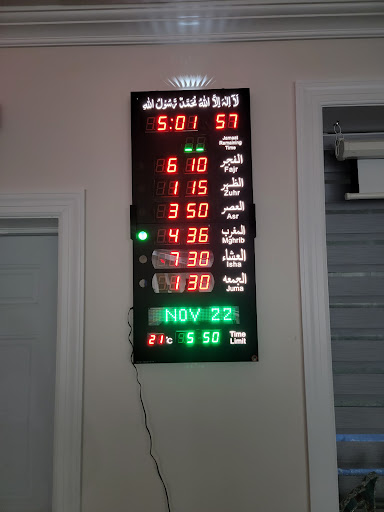 لا إله إلا الله محمد رسول الله
5:01 57
Jamaat
Remaining
Time
6 10 الفجر
Fajr
1 15 الظهر
Zuhr
3 50 العصر
Asr
4 36 المغرب
Mghrib
7 30 العشاء
Isha
1 30 الجمعه
Juma
NOV 22
21°C 5 50 Time
Limit